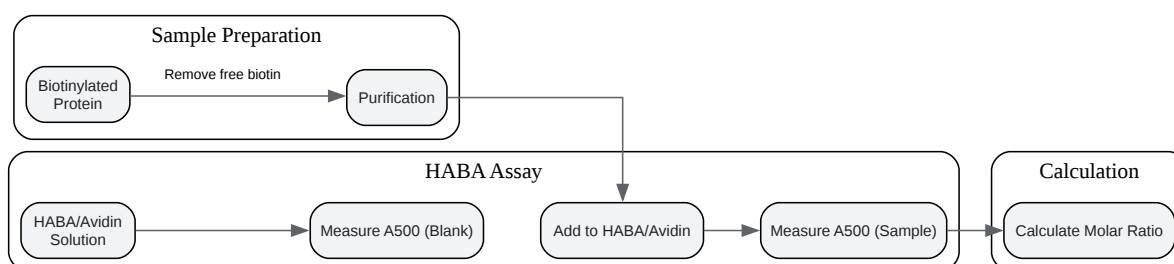 Sample Preparation
Biotinylated
Protein
Remove free biotin
Purification
HABA Assay
HABA/Avidin
Solution
Measure A500 (Blank)
Add to HABA/Avidin
Measure A500 (Sample)
Calculation
Calculate Molar Ratio